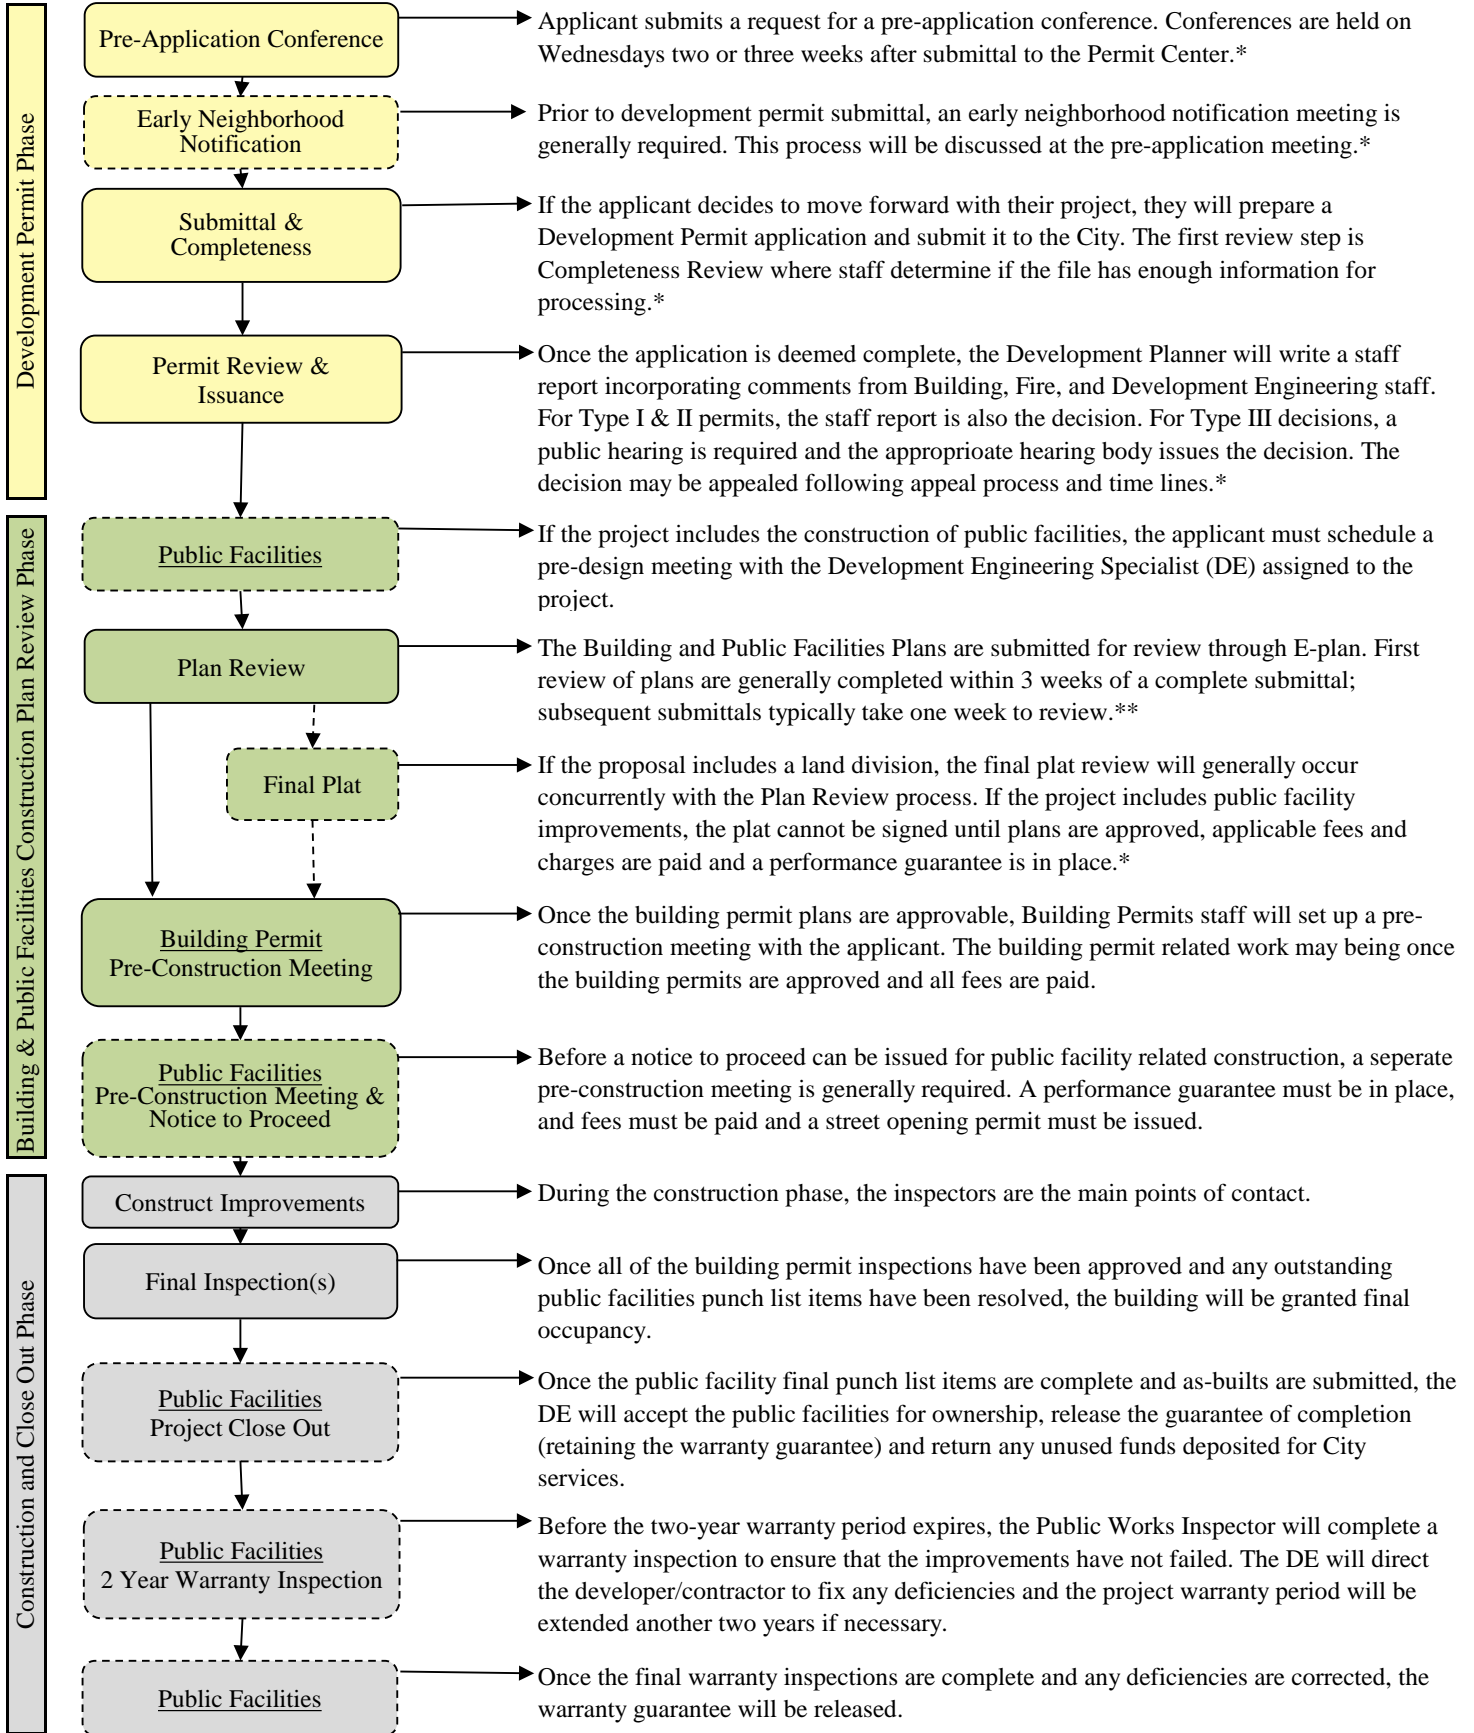 Development Permit Phase
Pre-Application Conference
Applicant submits a request for a pre-application conference. Conferences are held on
Wednesdays two or three weeks after submittal to the Permit Center.*
Early Neighborhood
Notification
Prior to development permit submittal, an early neighborhood notification meeting is
generally required. This process will be discussed at the pre-application meeting.*
Submittal &
Completeness
If the applicant decides to move forward with their project, they will prepare a
Development Permit application and submit it to the City. The first review step is
Completeness Review where staff determine if the file has enough information for
processing.*
Permit Review &
Issuance
Once the application is deemed complete, the Development Planner will write a staff
report incorporating comments from Building, Fire, and Development Engineering staff.
For Type I & II permits, the staff report is also the decision. For Type III decisions, a
public hearing is required and the approprioate hearing body issues the decision. The
decision may be appealed following appeal process and time lines.*
Building & Public Facilities Construction Plan Review Phase
Public Facilities
If the project includes the construction of public facilities, the applicant must schedule a
pre-design meeting with the Development Engineering Specialist (DE) assigned to the
project.
Plan Review
The Building and Public Facilities Plans are submitted for review through E-plan. First
review of plans are generally completed within 3 weeks of a complete submittal;
subsequent submittals typically take one week to review.**
Final Plat
If the proposal includes a land division, the final plat review will generally occur
concurrently with the Plan Review process. If the project includes public facility
improvements, the plat cannot be signed until plans are approved, applicable fees and
charges are paid and a performance guarantee is in place.*
Building Permit
Pre-Construction Meeting
Once the building permit plans are approvable, Building Permits staff will set up a pre-
construction meeting with the applicant. The building permit related work may being once
the building permits are approved and all fees are paid.
Public Facilities
Pre-Construction Meeting &
Notice to Proceed
Before a notice to proceed can be issued for public facility related construction, a seperate
pre-construction meeting is generally required. A performance guarantee must be in place,
and fees must be paid and a street opening permit must be issued.
Construction and Close Out Phase
Construct Improvements
During the construction phase, the inspectors are the main points of contact.
Final Inspection(s)
Once all of the building permit inspections have been approved and any outstanding
public facilities punch list items have been resolved, the building will be granted final
occupancy.
Public Facilities
Project Close Out
Once the public facility final punch list items are complete and as-builts are submitted, the
DE will accept the public facilities for ownership, release the guarantee of completion
(retaining the warranty guarantee) and return any unused funds deposited for City
services.
Public Facilities
2 Year Warranty Inspection
Before the two-year warranty period expires, the Public Works Inspector will complete a
warranty inspection to ensure that the improvements have not failed. The DE will direct
the developer/contractor to fix any deficiencies and the project warranty period will be
extended another two years if necessary.
Public Facilities
Once the final warranty inspections are complete and any deficiencies are corrected, the
warranty guarantee will be released.